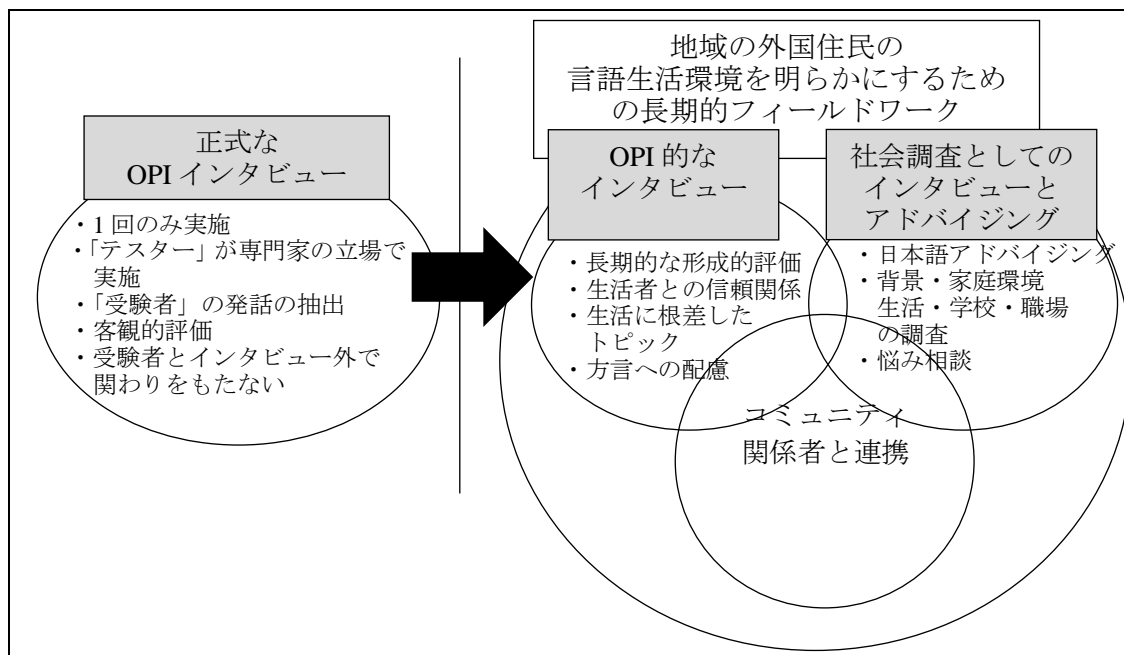 正式な
OPI インタビュー
・1 回のみ実施
・「テスター」が専門家の立場で
実施
・「受験者」の発話の抽出
・客観的評価
・受験者とインタビュー外で
関わりをもたない
地域の外国住民の
言語生活環境を明らかにするため
の長期的フィールドワーク
OPI 的な
インタビュー
・長期的な形成的評価
・生活者との信頼関係
・生活に根差した
トピック
・方言への配慮
社会調査としての
インタビューと
アドバイジング
・日本語アドバイジング
・背景・家庭環境
生活・学校・職場
の調査
・悩み相談
コミュニティ
関係者と連携